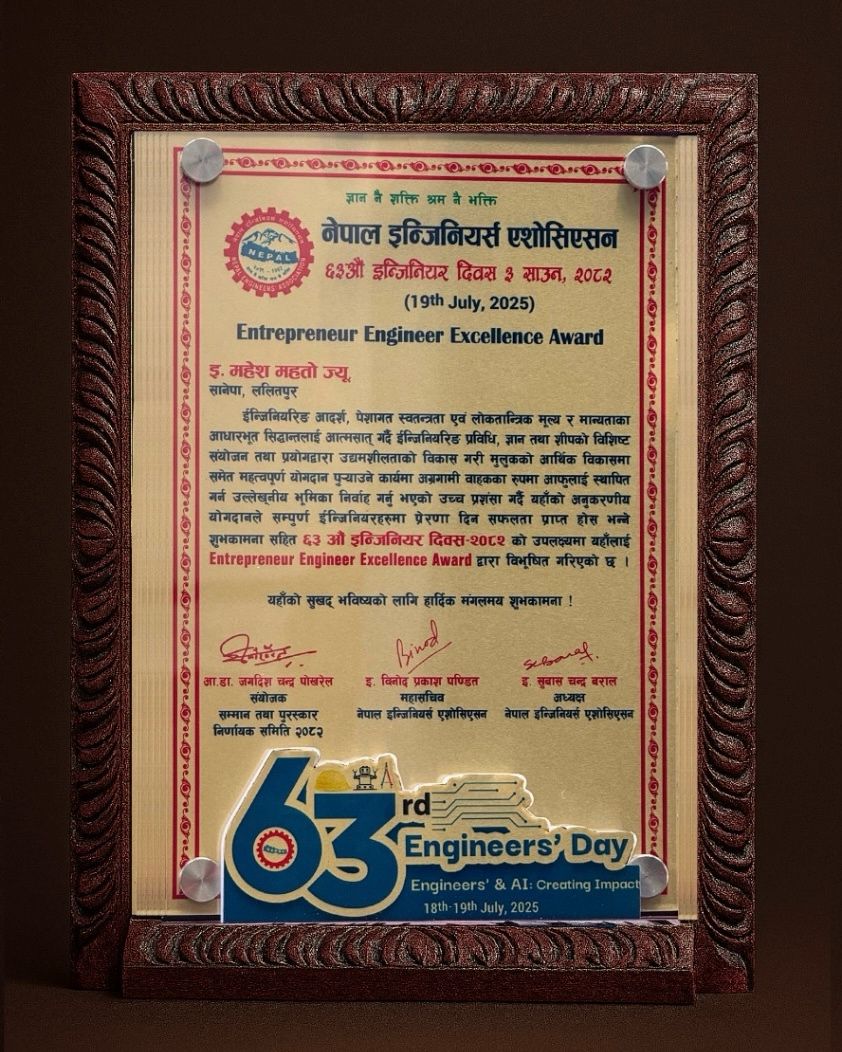 ज्ञान नै शक्ति श्रम नै भक्ति
NEPAL
नेपाल इन्जिनियर्स एशोसिएसन
६३औं इन्जिनियर दिवस ३ साउन, २०८२
(19th July, 2025)
Entrepreneur Engineer Excellence Award
इ. महेश महतो ज्यू,
सानेपा, ललितपुर
ईन्जिनियरिङ आदर्श, पेशागत स्वतन्त्रता एवं लोकतान्त्रिक मूल्य र मान्यताका
आधारभूत सिद्धान्तलाई आत्मसात् गर्दै ईन्जिनियरिङ प्रविधि, ज्ञान तथा शीपको विशिष्ट
संयोजन तथा प्रयोगद्वारा उद्यमशीलताको विकास गरी मुलुकको आर्थिक विकासमा
समेत महत्वपूर्ण योगदान पुऱ्याउने कार्यमा अग्रगामी वाहकका रुपमा आफुलाई स्थापित
गर्न उल्लेखनीय भूमिका निर्वाह गर्नु भएको उच्च प्रशंसा गर्दै यहाँको अनुकरणीय
योगदानले सम्पुर्ण ईन्जिनियरहरुमा प्रेरणा दिन सफलता प्राप्त होस भन्ने
शुभकामना सहित ६३ औं इन्जिनियर दिवस-२०८२ को उपलक्ष्यमा यहाँलाई
Entrepreneur Engineer Excellence Award द्वारा विभूषित गरिएको छ ।
यहाँको सुखद् भविष्यको लागि हार्दिक मंगलमय शुभकामना !
Binod
आ.डा. जगदिश चन्द्र पोखरेल
संयोजक
सम्मान तथा पुरस्कार
निर्णायक समिति २०८२
इ. विनोद प्रकाश पण्डित
महासचिव
नेपाल इन्जिनियर्स एशोसिएसन
इ. सुबास चन्द्र बराल
अध्यक्ष
नेपाल इन्जिनियर्स एशोसिएसन
63rd
Engineers' Day
Engineers' & AI: Creating Impact
18th-19th July, 2025